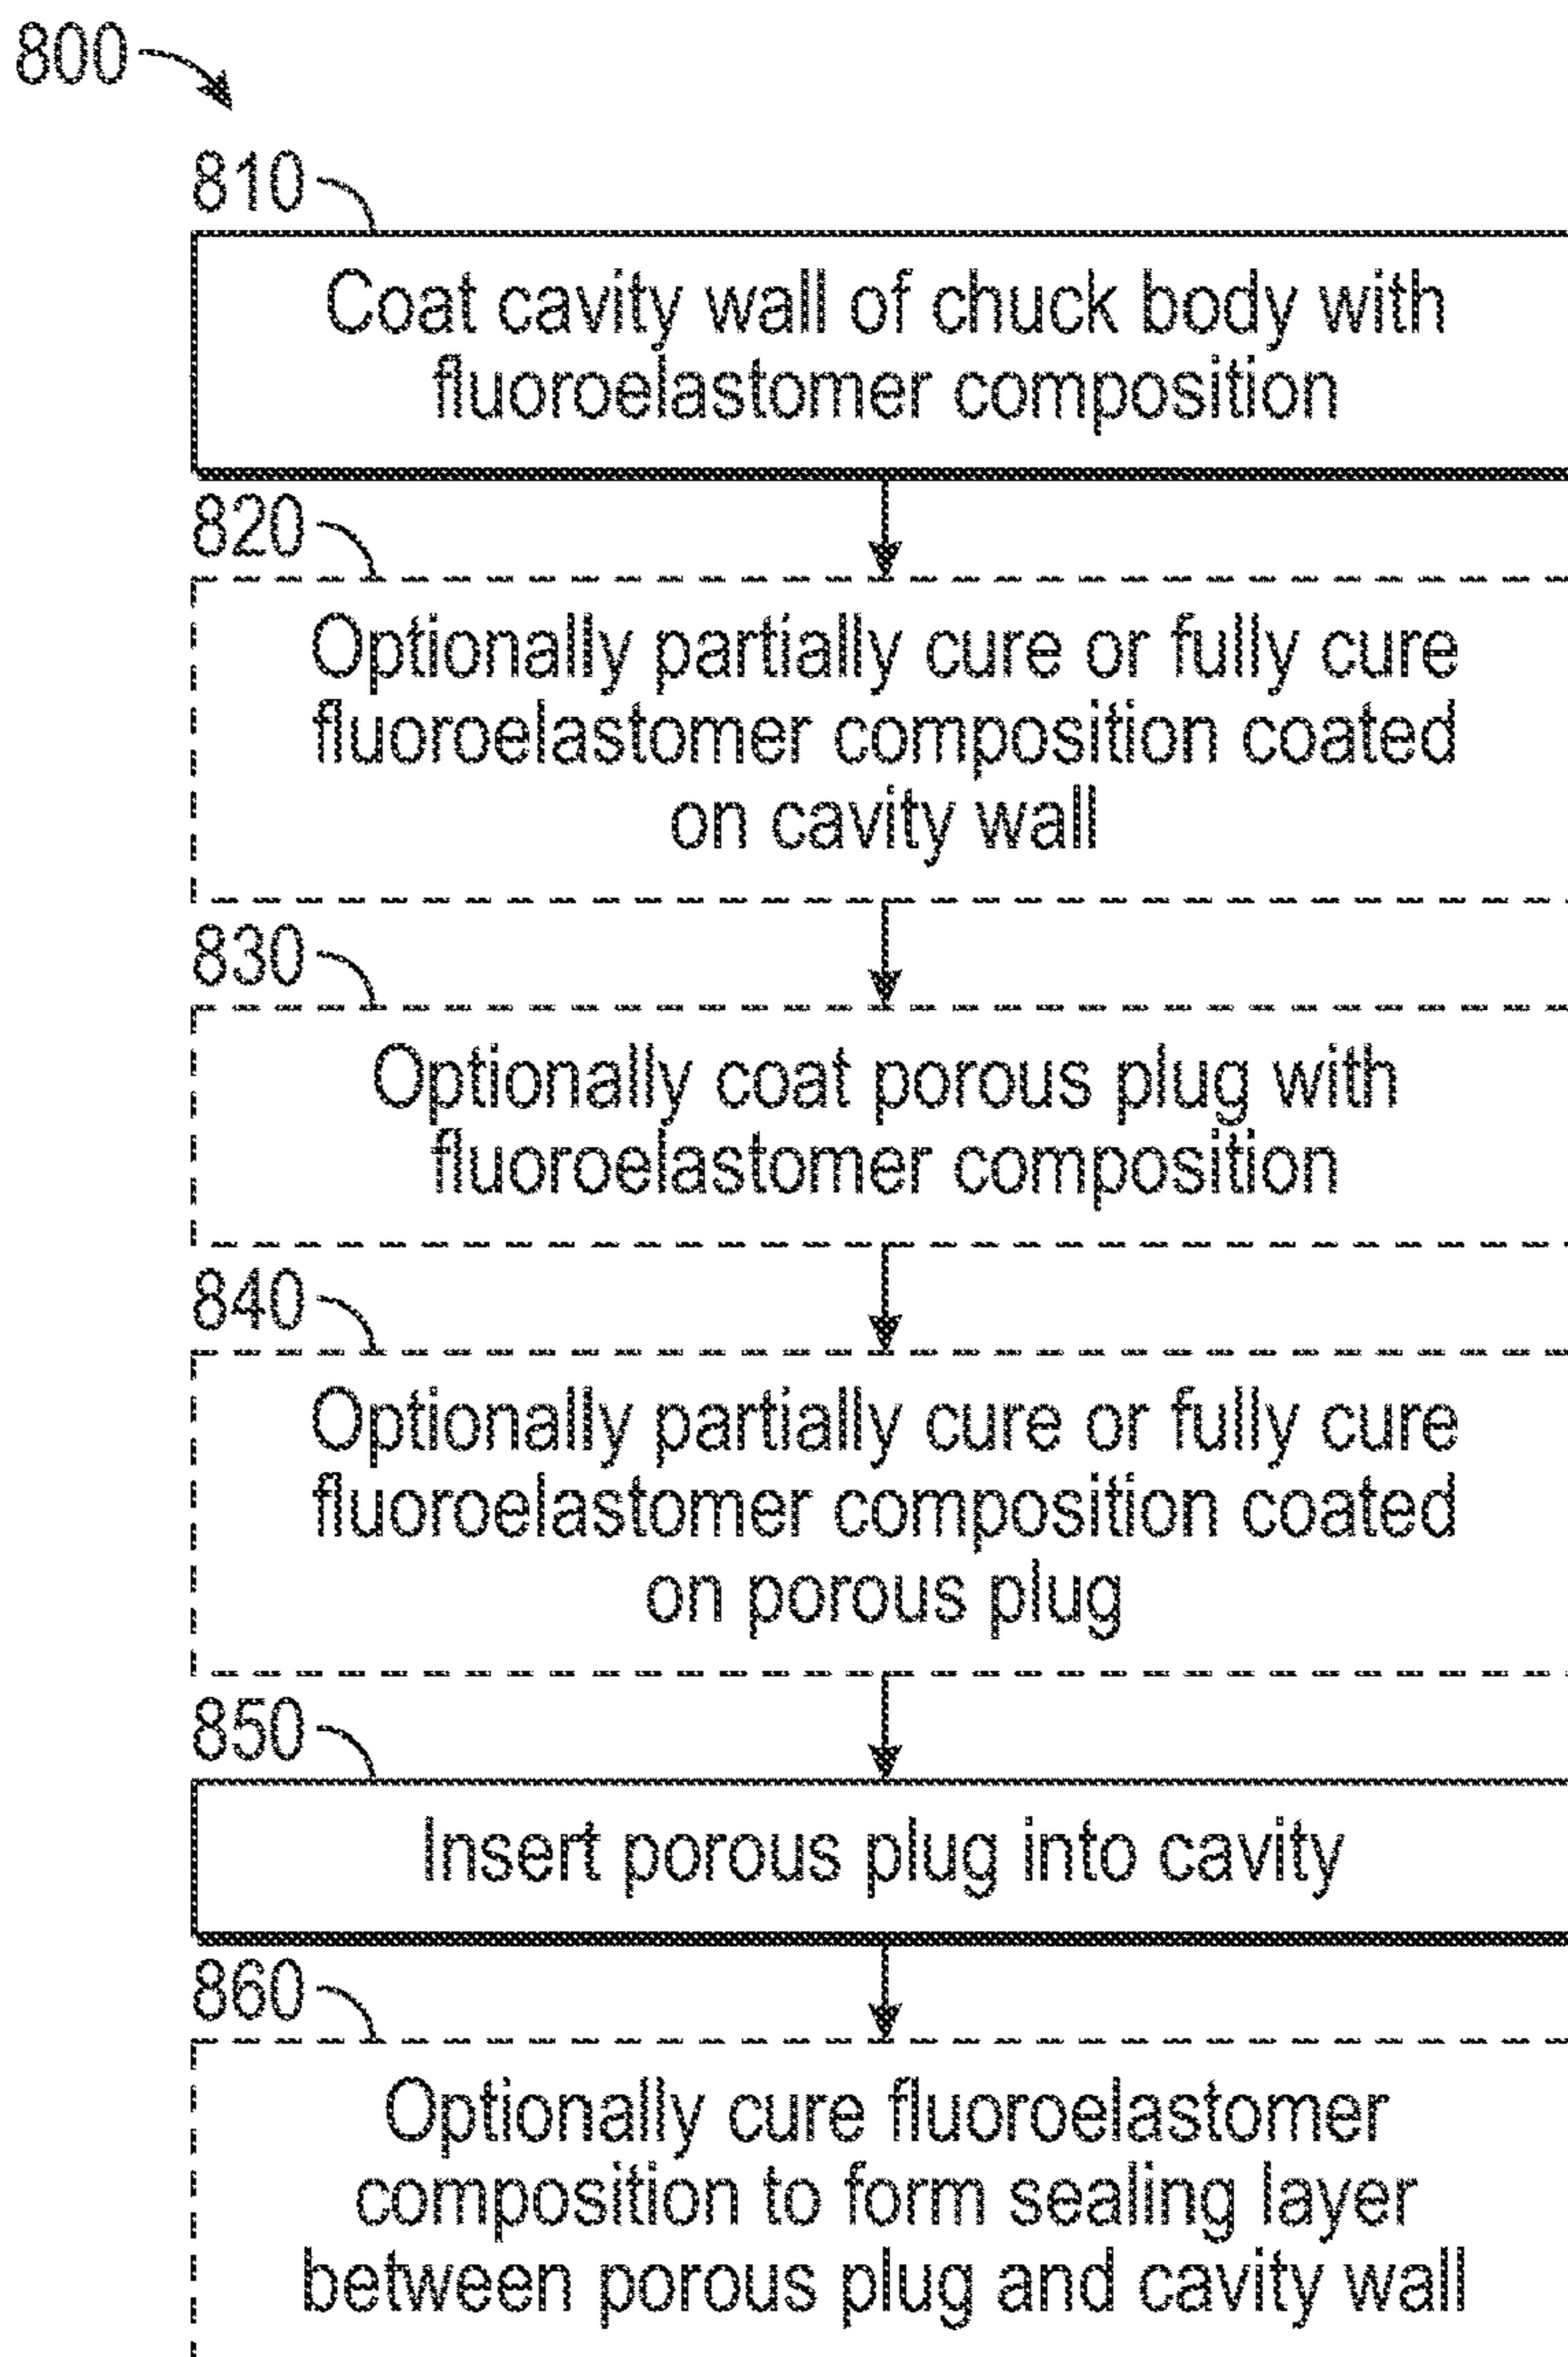 800
810
Coat cavity wall of chuck body with
fluoroelastomer composition
820
Optionally partially cure or fully cure
fluoroelastomer composition coated
on cavity wall
830
Optionally coat porous plug with
fluoroelastomer composition
840
Optionally partially cure or fully cure
fluoroelastomer composition coated
on porous plug
850
Insert porous plug into cavity
860
Optionally cure fluoroelastomer
composition to form sealing layer
between porous plug and cavity wall